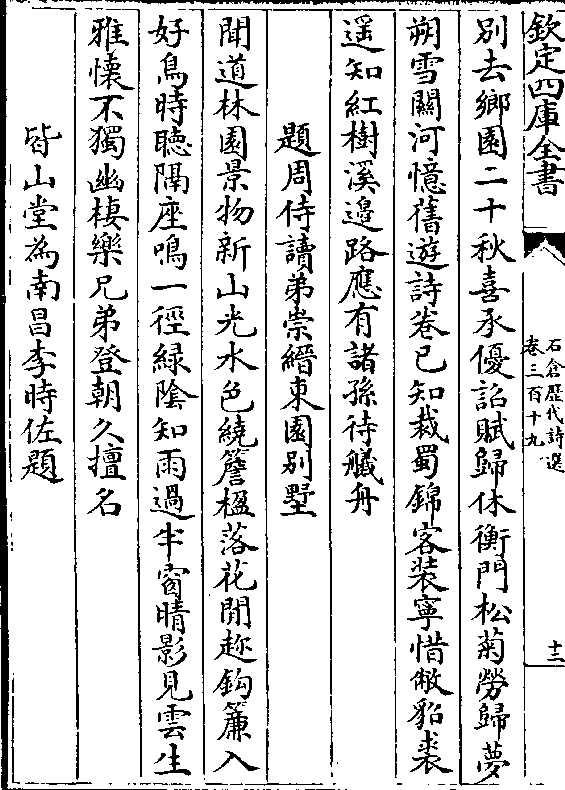 欽定四庫全書
石倉歷代詩選
卷三百十九
十三
別去鄉園二十秋喜承優詔賦歸休衡門松菊勞歸夢
朔雪關河憶舊遊詩卷已知裁蜀錦客裝寧惜敝貂裘
遥知紅樹溪邊路應有諸孫待艤舟
題周侍讀弟崇縉東園别墅
聞道林園景物新山光水色繞簷楹落花閒趂鈎簾入
好鳥時聽隔座鳴一徑緑隂知雨過半窗晴影見雲生
雅懷不獨幽棲樂兄弟登朝久擅名
皆山堂為南昌李時佐題